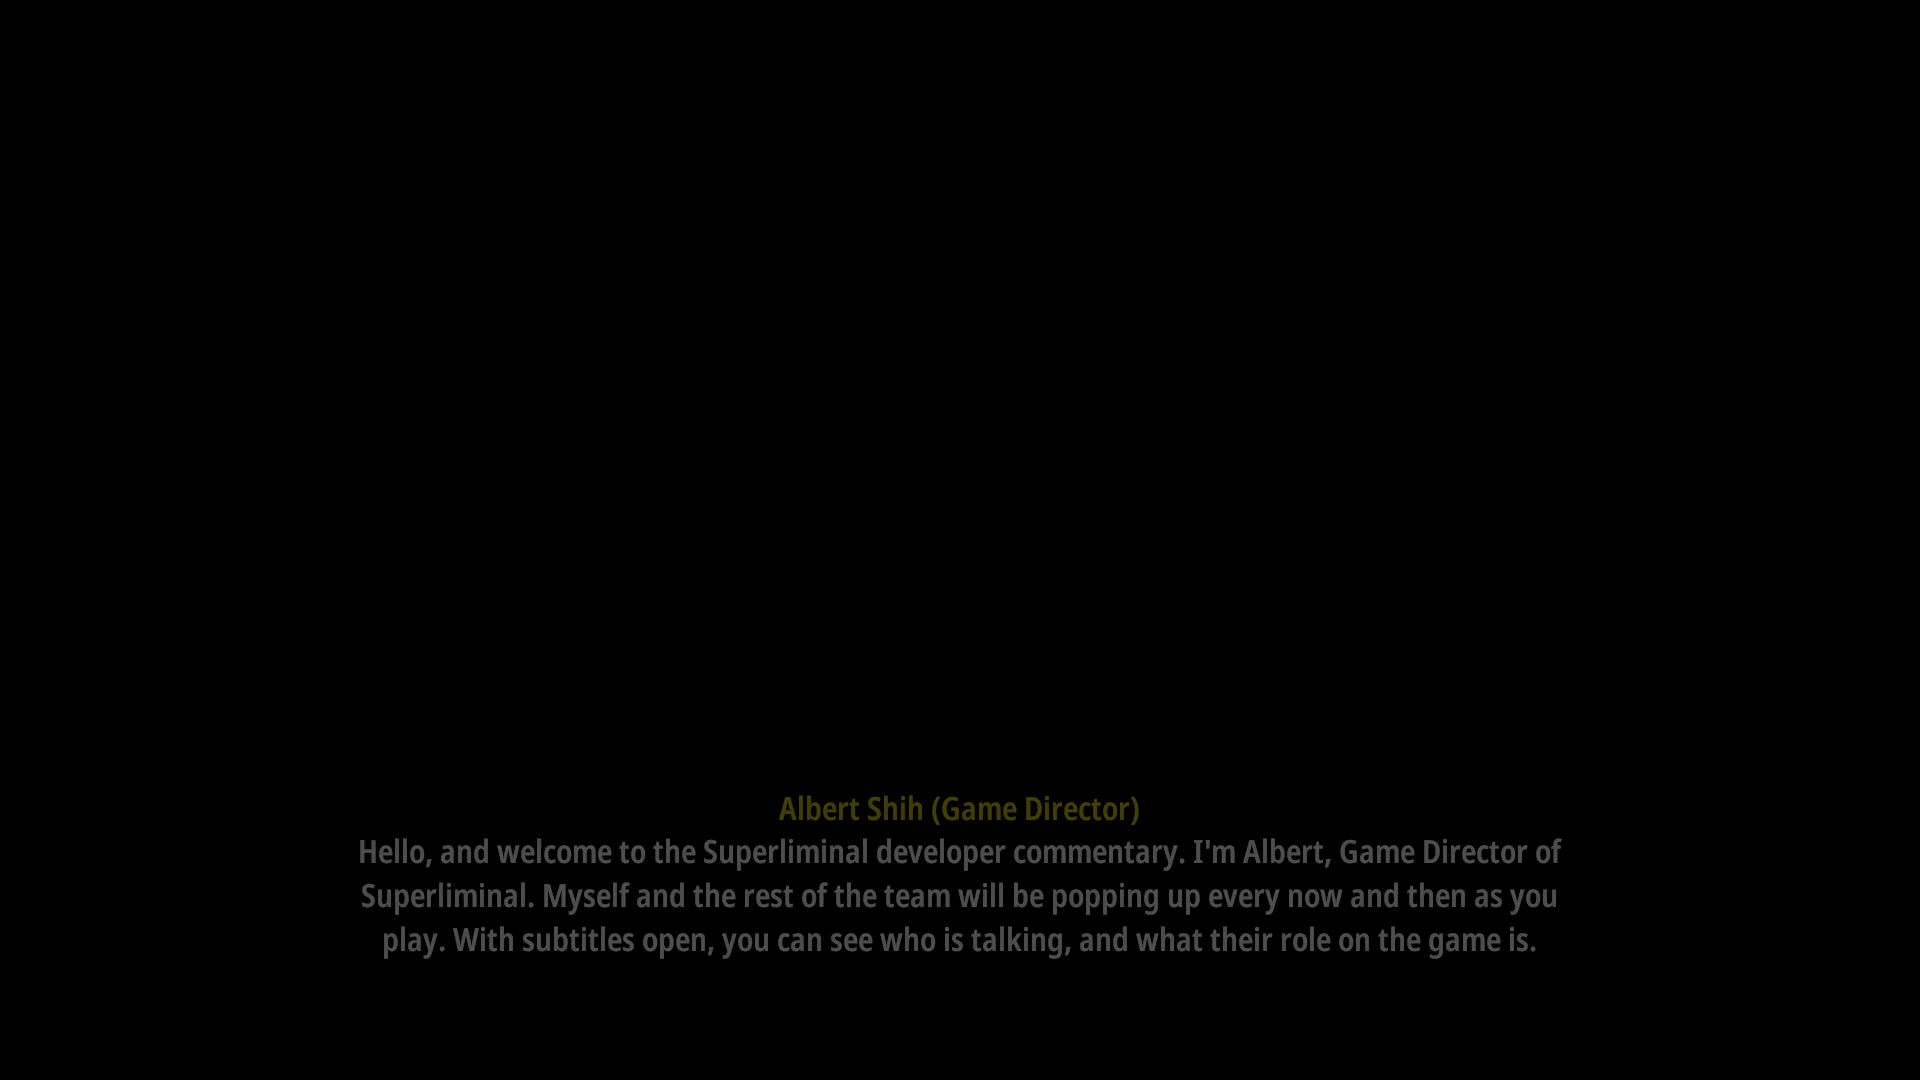 Albert Shih (Game Director)
Hello, and welcome to the Superliminal developer commentary. I'm Albert, Game Director of
Superliminal. Myself and the rest of the team will be popping up every now and then as you
play. With subtitles open, you can see who is talking, and what their role on the game is.